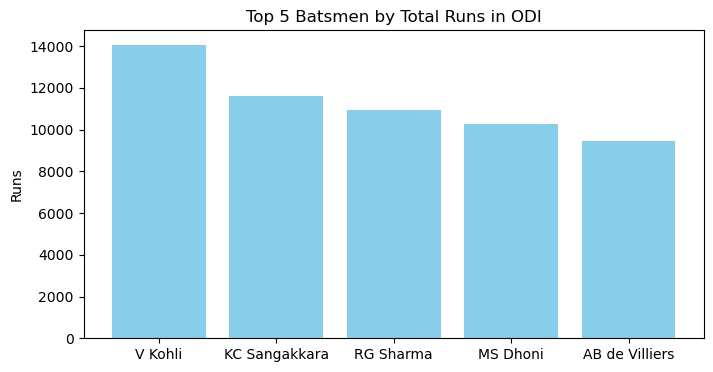 Top 5 Batsmen by Total Runs in ODI
Runs
14000
12000
10000
8000
6000
4000
2000
0
V Kohli KC Sangakkara RG Sharma MS Dhoni AB de Villiers